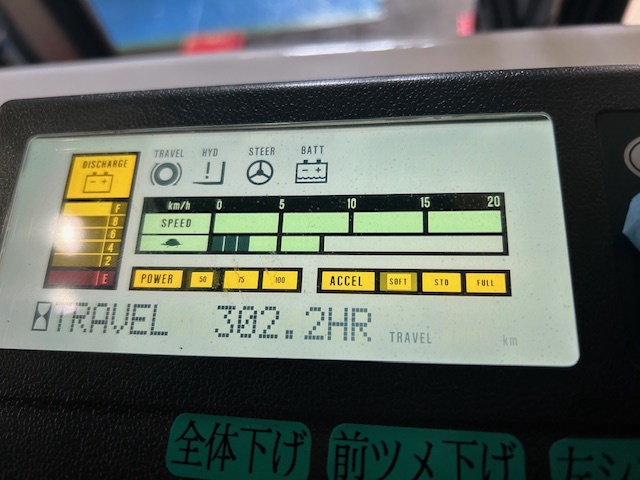 TRAVEL HYD STEER BATT
DISCHARGE
km/h 0 5 10 15 20
F
8
6
4
2
E
SPEED
POWER 50 75 100 ACCEL SOFT STD FULL
TRAVEL 302.2HR TRAVEL km
全体下げ 前ツメ下げ